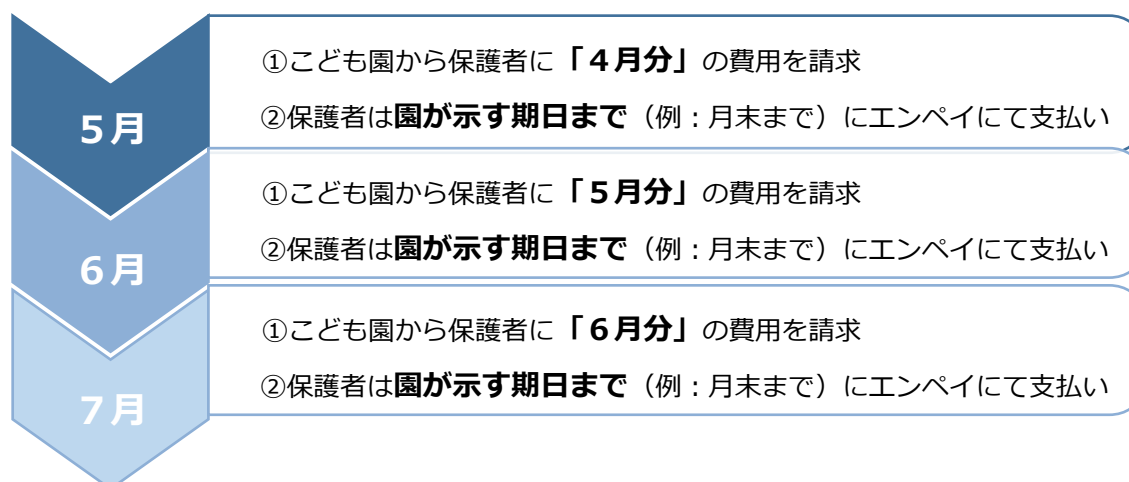 5月
①こども園から保護者に「4月分」の費用を請求
②保護者は園が示す期日まで（例：月末まで）にエンペイにて支払い
6月
①こども園から保護者に「5月分」の費用を請求
②保護者は園が示す期日まで（例：月末まで）にエンペイにて支払い
7月
①こども園から保護者に「6月分」の費用を請求
②保護者は園が示す期日まで（例：月末まで）にエンペイにて支払い